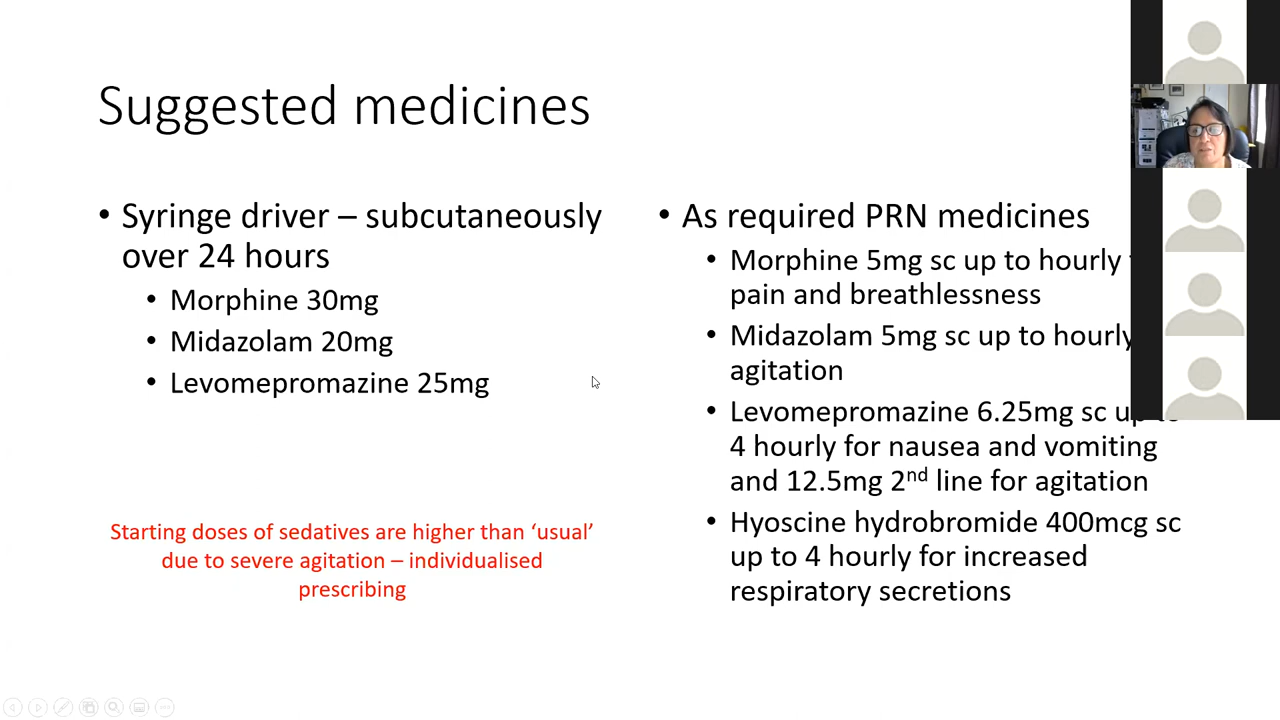 Suggested medicines
• Syringe driver – subcutaneously
over 24 hours
• Morphine 30mg
• Midazolam 20mg
• Levomepromazine 25mg
Starting doses of sedatives are higher than ‘usual’
due to severe agitation – individualised
prescribing
• As required PRN medicines
• Morphine 5mg sc up to hourly
pain and breathlessness
• Midazolam 5mg sc up to hourly
agitation
• Levomepromazine 6.25mg sc up to
4 hourly for nausea and vomiting
and 12.5mg 2nd line for agitation
• Hyoscine hydrobromide 400mcg sc
up to 4 hourly for increased
respiratory secretions